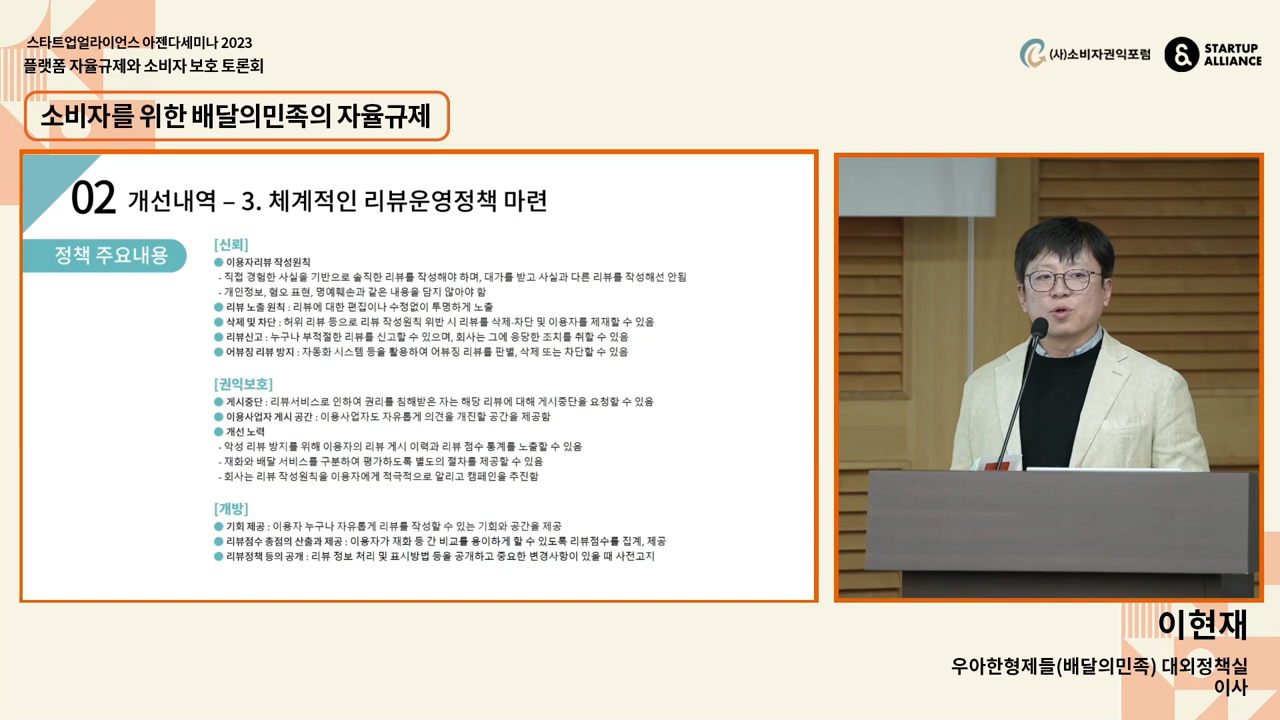 스타트업얼라이언스 아젠다세미나 2023
플랫폼 자율규제와 소비자 보호 토론회
(사)소비자권익포럼
STARTUP
ALLIANCE
소비자를 위한 배달의민족의 자율규제
02 개선내역 – 3. 체계적인 리뷰운영정책 마련
정책 주요내용
[신뢰]
● 이용자리뷰 작성원칙
- 직접 경험한 사실을 기반으로 솔직한 리뷰를 작성해야 하며, 대가를 받고 사실과 다른 리뷰를 작성해선 안됨
- 개인정보, 혐오 표현, 명예훼손과 같은 내용을 담지 않아야 함
● 리뷰 노출 원칙 : 리뷰에 대한 편집이나 수정없이 투명하게 노출
● 삭제 및 차단 : 허위 리뷰 등으로 리뷰 작성원칙 위반 시 리뷰를 삭제·차단 및 이용자를 제재할 수 있음
● 리뷰신고 : 누구나 부적절한 리뷰를 신고할 수 있으며, 회사는 그에 응당한 조치를 취할 수 있음
● 어뷰징 리뷰 방지 : 자동화 시스템 등을 활용하여 어뷰징 리뷰를 판별, 삭제 또는 차단할 수 있음
[권익보호]
● 게시중단 : 리뷰서비스로 인하여 권리를 침해받은 자는 해당 리뷰에 대해 게시중단을 요청할 수 있음
● 이용사업자 게시 공간 : 이용사업자도 자유롭게 의견을 개진할 공간을 제공함
● 개선 노력
- 악성 리뷰 방지를 위해 이용자의 리뷰 게시 이력과 리뷰 점수 통계를 노출할 수 있음
- 재화와 배달 서비스를 구분하여 평가하도록 별도의 절차를 제공할 수 있음
- 회사는 리뷰 작성원칙을 이용자에게 적극적으로 알리고 캠페인을 추진함
[개방]
● 기회 제공 : 이용자 누구나 자유롭게 리뷰를 작성할 수 있는 기회와 공간을 제공
● 리뷰점수 총점의 산출과 제공 : 이용자가 재화 등 간 비교를 용이하게 할 수 있도록 리뷰점수를 집계, 제공
● 리뷰정책 등의 공개 : 리뷰 정보 처리 및 표시방법 등을 공개하고 중요한 변경사항이 있을 때 사전고지
이현재
우아한형제들(배달의민족) 대외정책실
이사